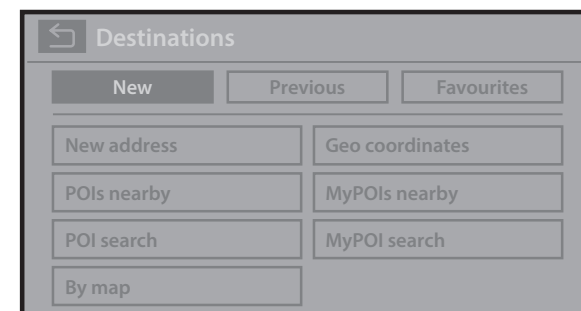 Destinations
New Previous Favourites
New address Geo coordinates
POIs nearby MyPOIs nearby
POI search MyPOI search
By map